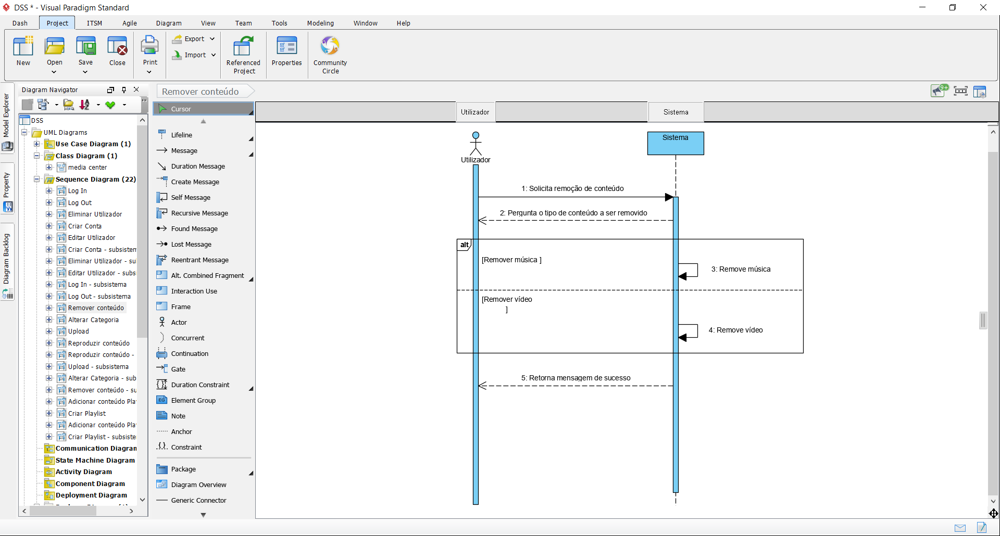 DSS * - Visual Paradigm Standard
Dash Project ITSM Agile Diagram View Team Tools Modeling Window Help
New
Open
Save
Close
Print
Export
Import
Referenced
Project
Properties
Community
Circle
Model Explorer
Property
Diagram Backlog
Diagram Navigator
DSS
UML Diagrams
Use Case Diagram (1)
Class Diagram (1)
media center
Sequence Diagram (22)
Log In
Log Out
Eliminar Utilizador
Criar Conta
Editar Utilizador
Criar Conta - subsistem
Eliminar Utilizador - su
Editar Utilizador - subs
Log In - subsistema
Log Out - subsistema
Remover conteúdo
Alterar Categoria
Upload
Reproduzir conteúdo
Reproduzir conteúdo -
Upload - subsistema
Alterar Categoria - sub
Remover conteúdo - su
Adicionar conteúdo Pla
Criar Playlist
Adicionar conteúdo Pla
Criar Playlist - subsiste
Communication Diagran
State Machine Diagram
Activity Diagram
Component Diagram
Deployment Diagram
Remover conteúdo
Cursor
Lifeline
Message
Duration Message
Create Message
Self Message
Recursive Message
Found Message
Lost Message
Reentrant Message
Alt. Combined Fragment
Interaction Use
Frame
Actor
Concurrent
Continuation
Gate
Duration Constraint
EG Element Group
Note
Anchor
{} Constraint
Package
Diagram Overview
Generic Connector
9+
Utilizador
Sistema
Sistema
Utilizador
1: Solicita remoção de conteúdo
2: Pergunta o tipo de conteúdo a ser removido
alt
[Remover música ]
3: Remove música
[Remover vídeo
]
4: Remove vídeo
5: Retorna mensagem de sucesso